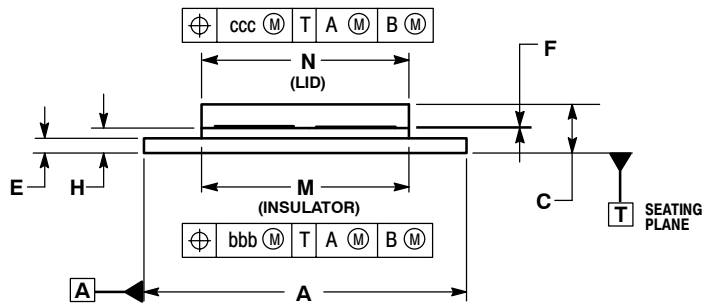 ⌖ ccc Ⓜ T A Ⓜ B Ⓜ
N
(LID)
F
E
H
M
(INSULATOR)
C
T SEATING
PLANE
⌖ bbb Ⓜ T A Ⓜ B Ⓜ
A
A